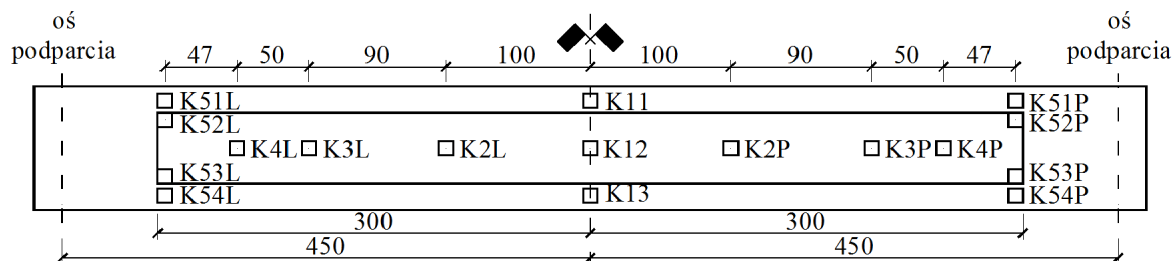 oś
podparcia
oś
podparcia
47 50 90 100 100 90 50 47
K51L K11 K51P
K52L K52P
K4L K3L K2L K12 K2P K3P K4P
K53L K53P
K54L K13 K54P
300 300
450 450